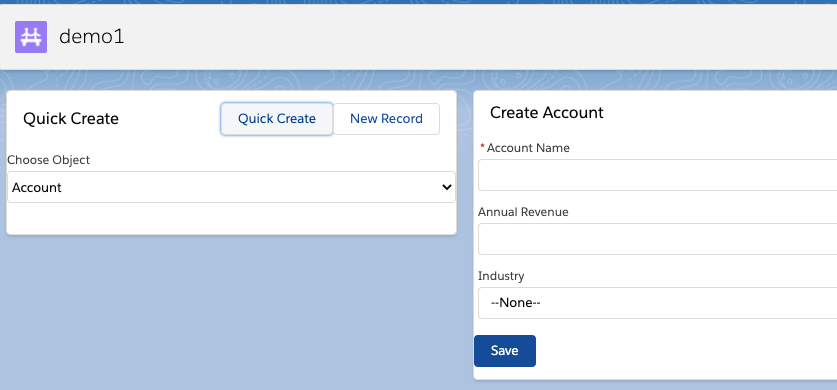 demo1
Quick Create
Quick Create
New Record
Choose Object
Account
Create Account
* Account Name
Annual Revenue
Industry
--None--
Save